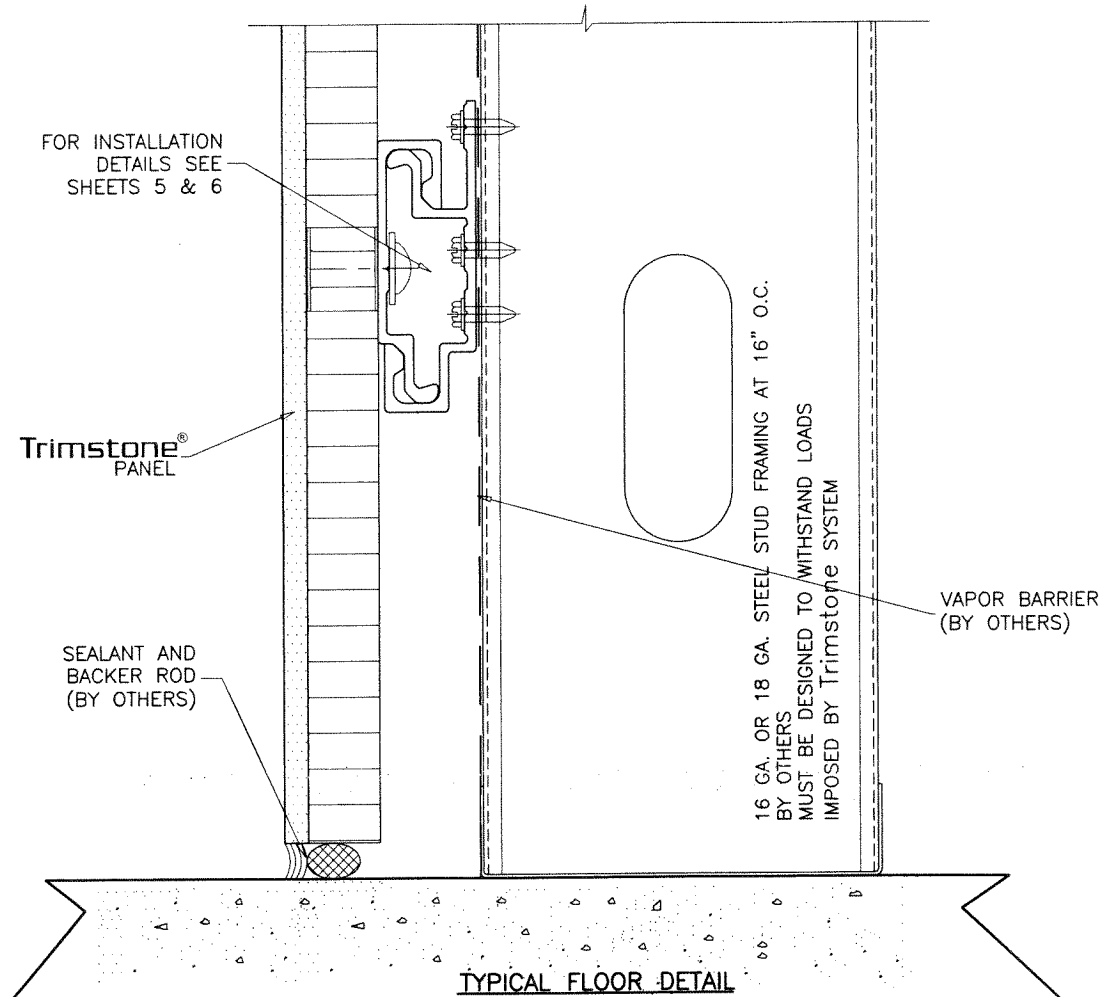 FOR INSTALLATION
DETAILS SEE
SHEETS 5 & 6
Trimstone®
PANEL
SEALANT AND
BACKER ROD
(BY OTHERS)
16 GA. OR 18 GA. STEEL STUD FRAMING AT 16" O.C.
BY OTHERS
MUST BE DESIGNED TO WITHSTAND LOADS
IMPOSED BY Trimstone SYSTEM
VAPOR BARRIER
(BY OTHERS)
TYPICAL FLOOR DETAIL